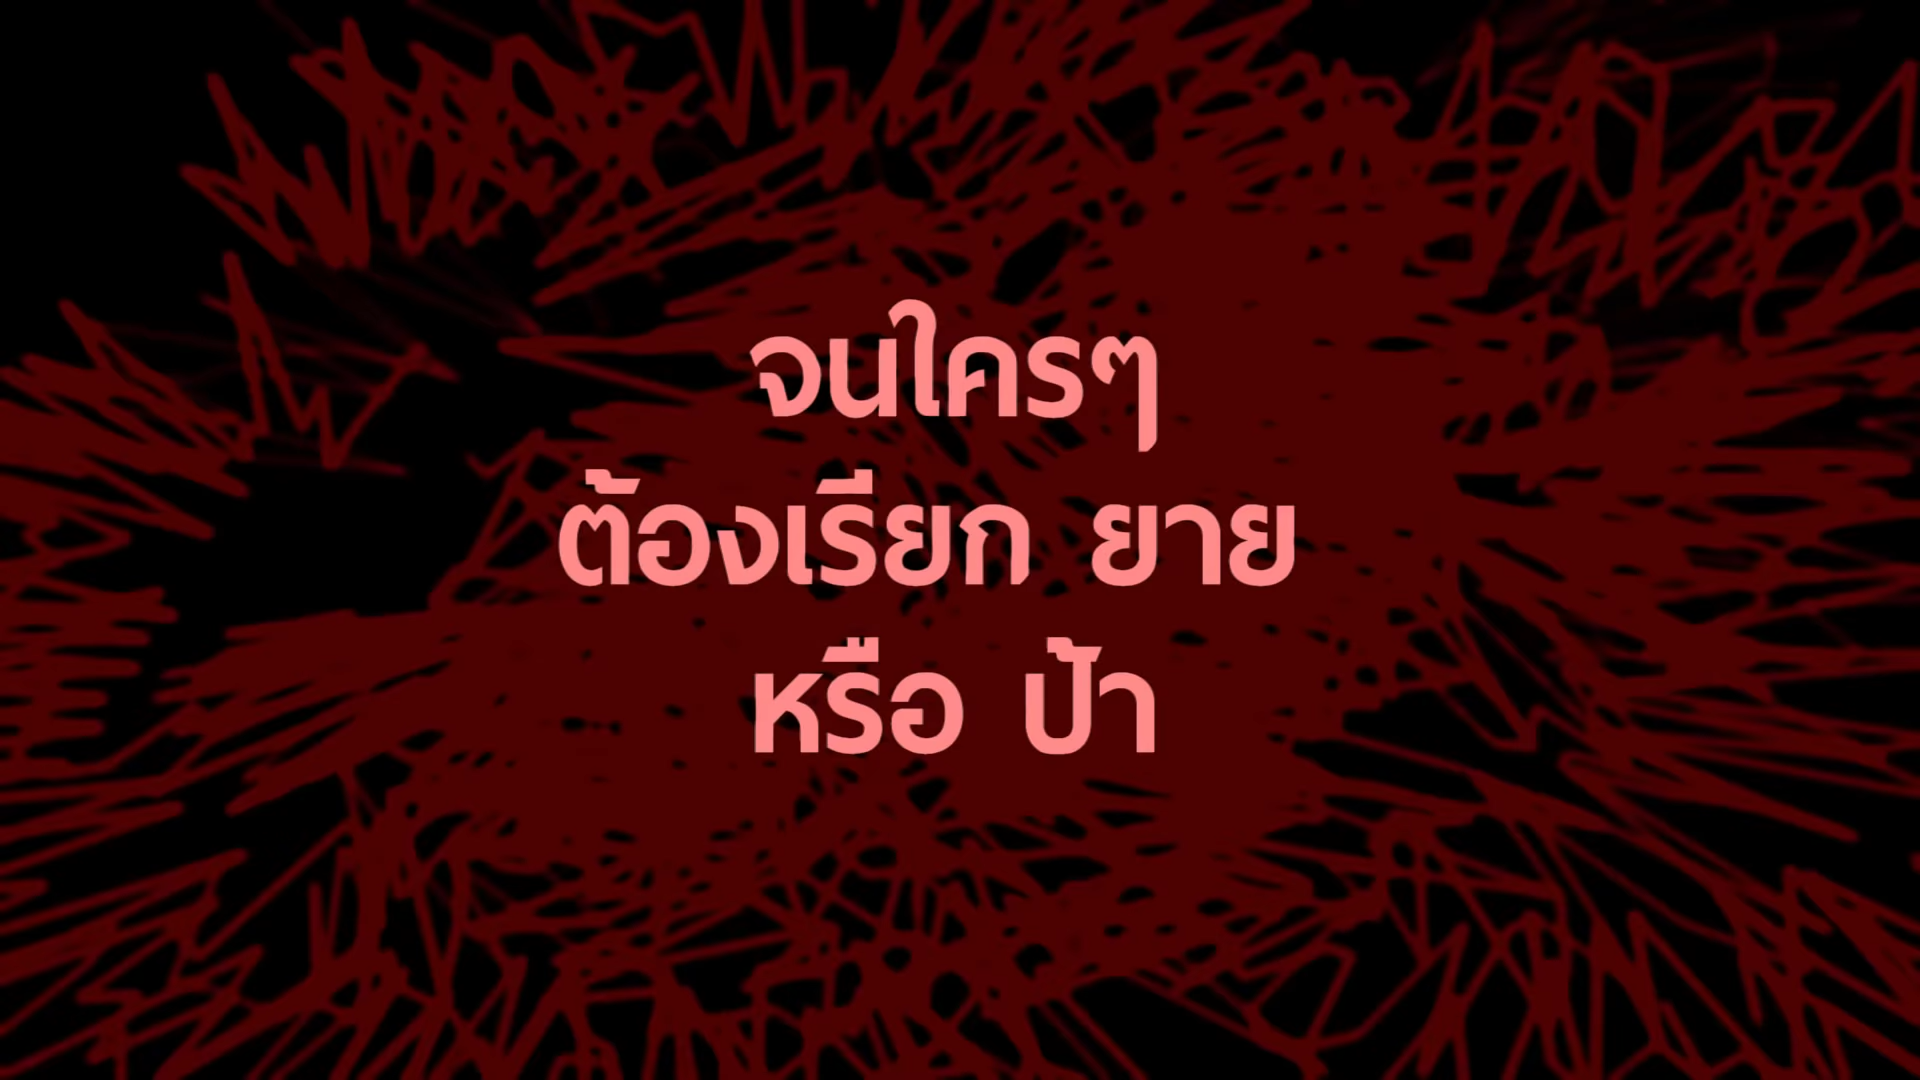 จนใครๆ
ต้องเรียก ยาย
หรือ ป้า